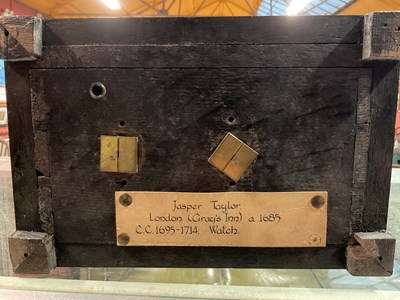 Jasper Taylor.
London (Gray's Inn) a. 1685
C.C. 1695-1714. Watch.